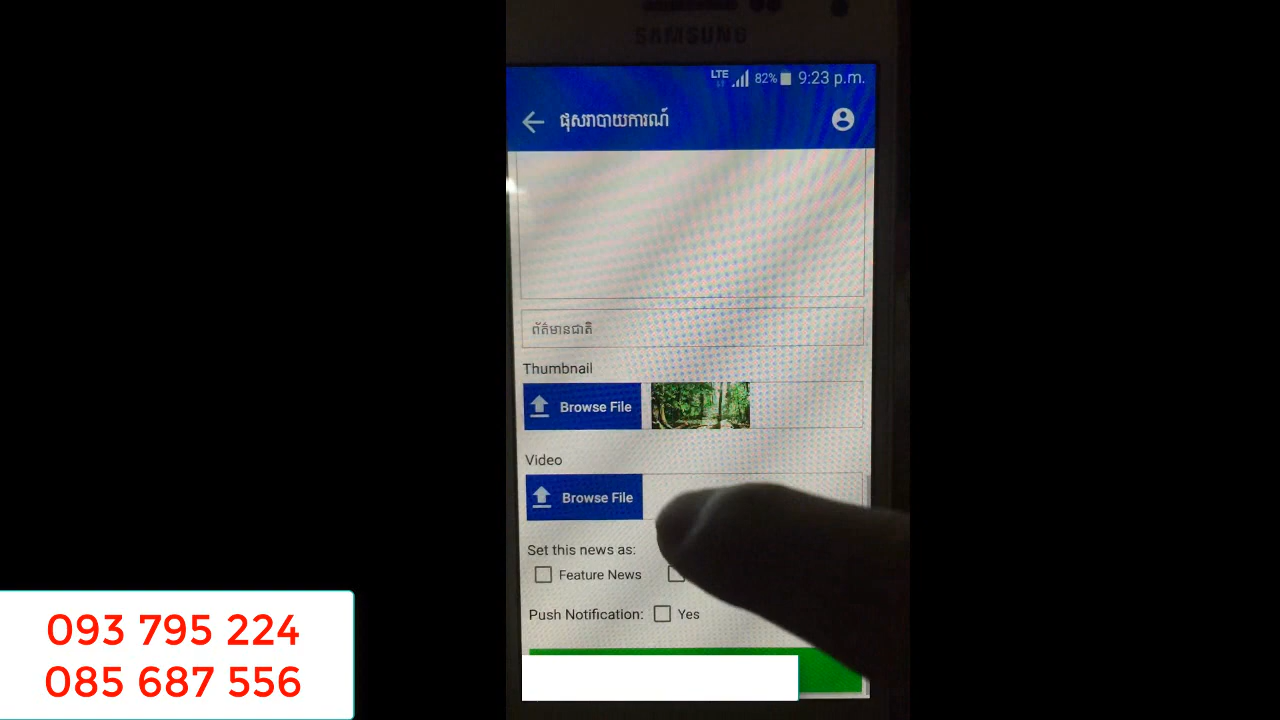 SAMSUNG
LTE 82% 9:23 p.m.
ផុសរាបាយការណ៍
ព័ត៌មានជាតិ
Thumbnail
Browse File
Video
Browse File
Set this news as:
Feature News
Push Notification: Yes
093 795 224
085 687 556